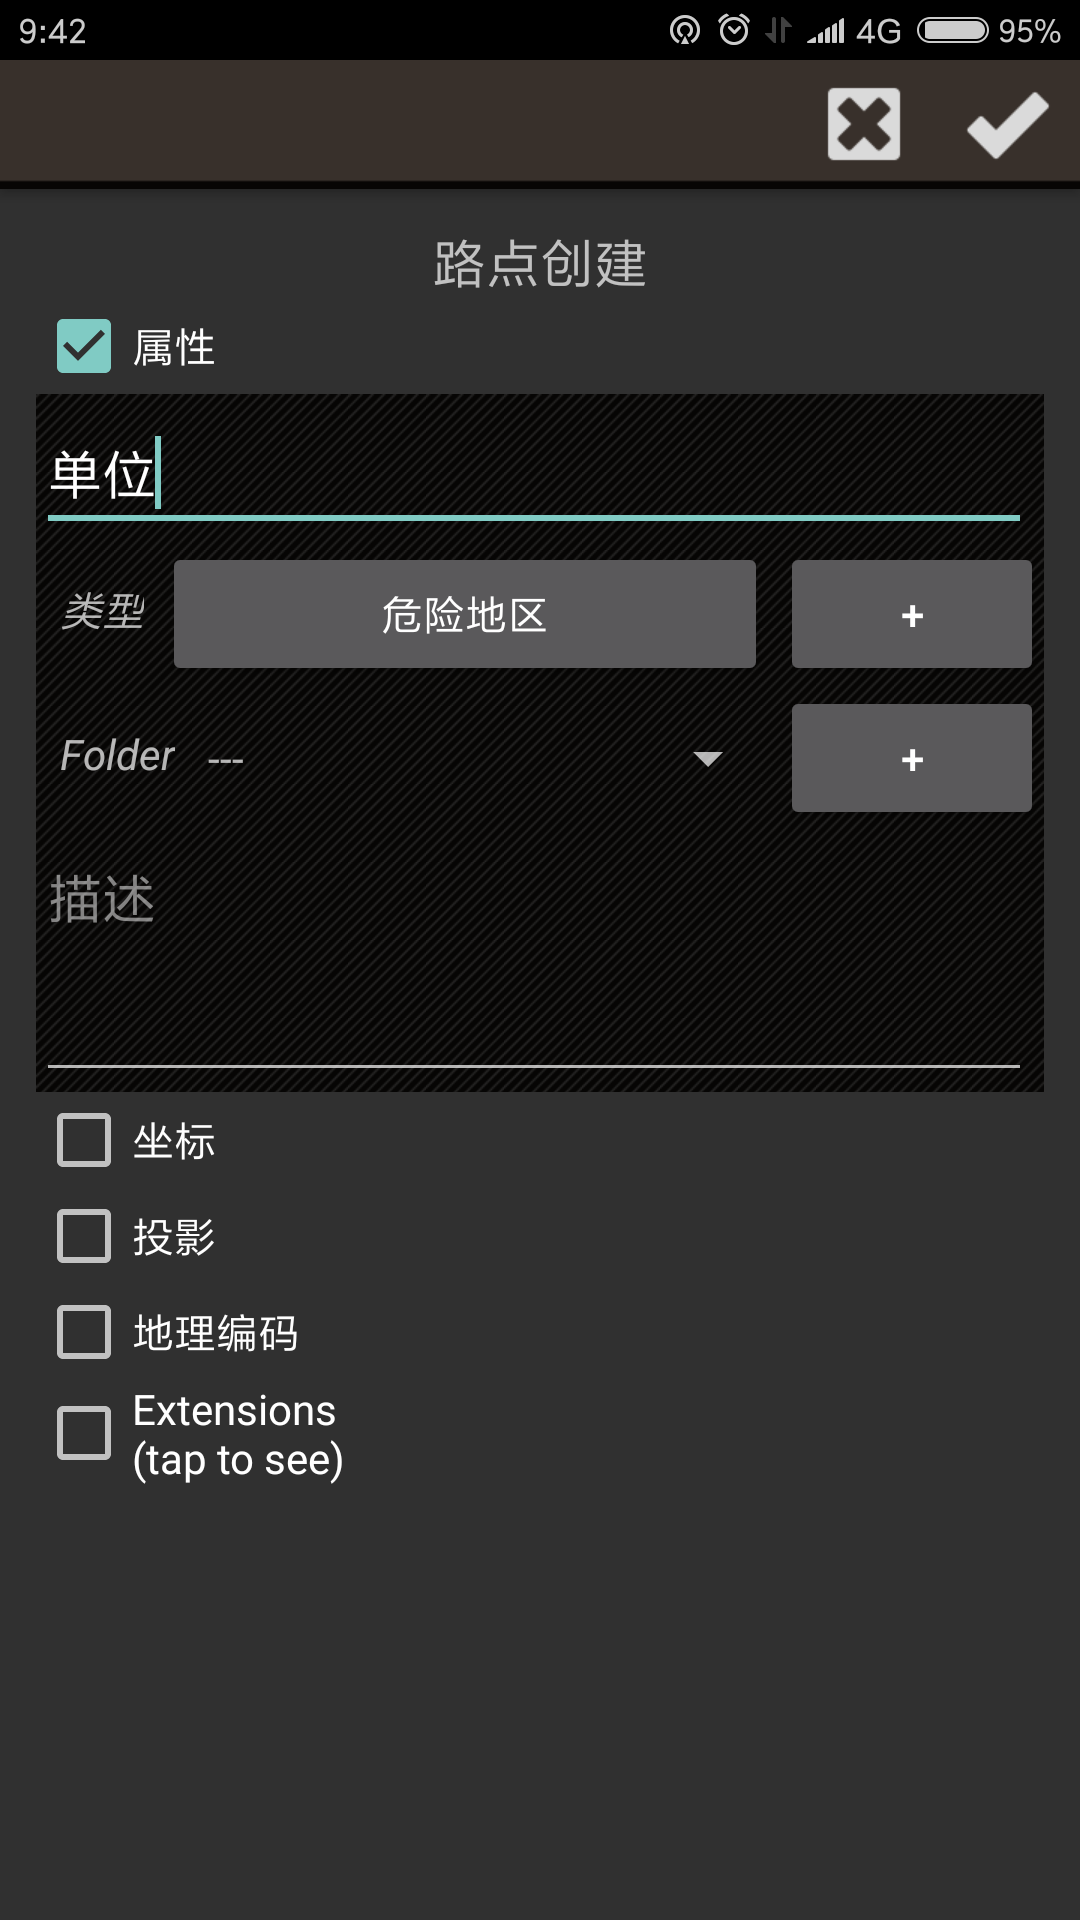 9:42 4G 95%
路点创建
属性
单位
类型 危险地区 +
Folder --- +
描述
坐标
投影
地理编码
Extensions
(tap to see)